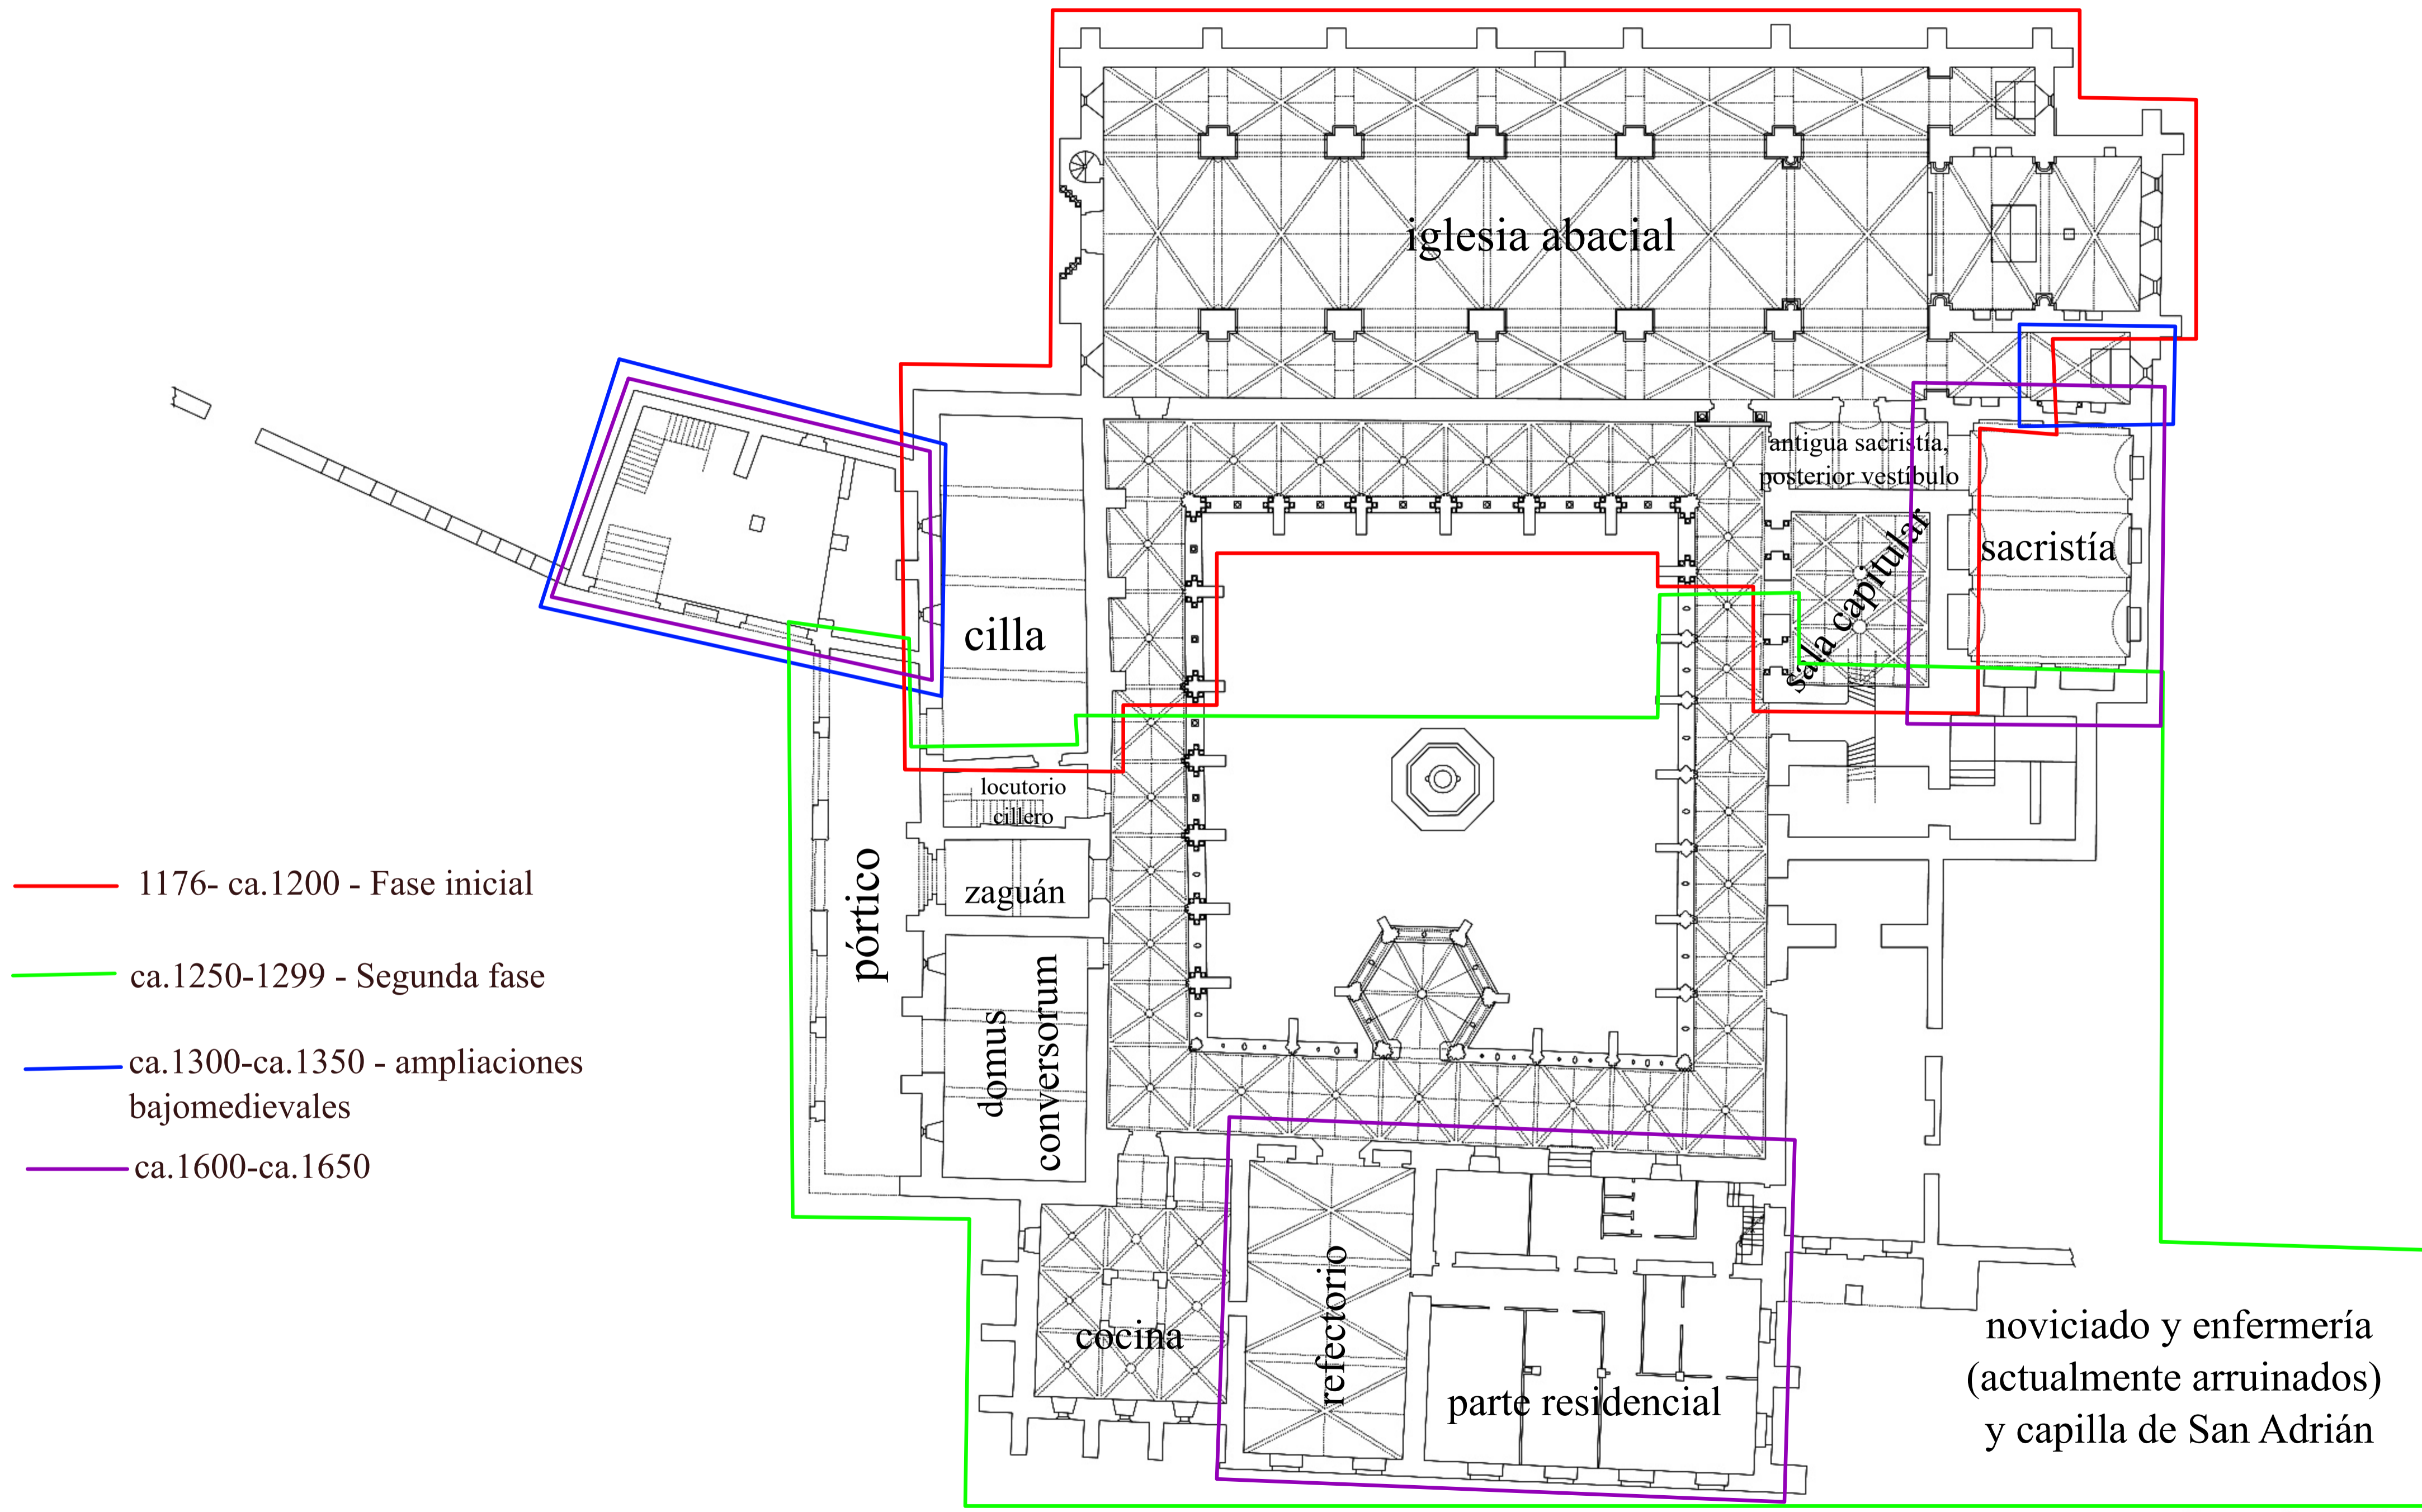 iglesia abacial
antigua sacristía,
posterior vestíbulo
sala capitular
sacristía
cilla
locutorio
cillero
zaguán
pórtico
domus
conversorum
cocina
refectorio
parte residencial
noviciado y enfermería
(actualmente arruinados)
y capilla de San Adrián
1176- ca.1200 - Fase inicial
ca.1250-1299 - Segunda fase
ca.1300-ca.1350 - ampliaciones
bajomedievales
ca.1600-ca.1650